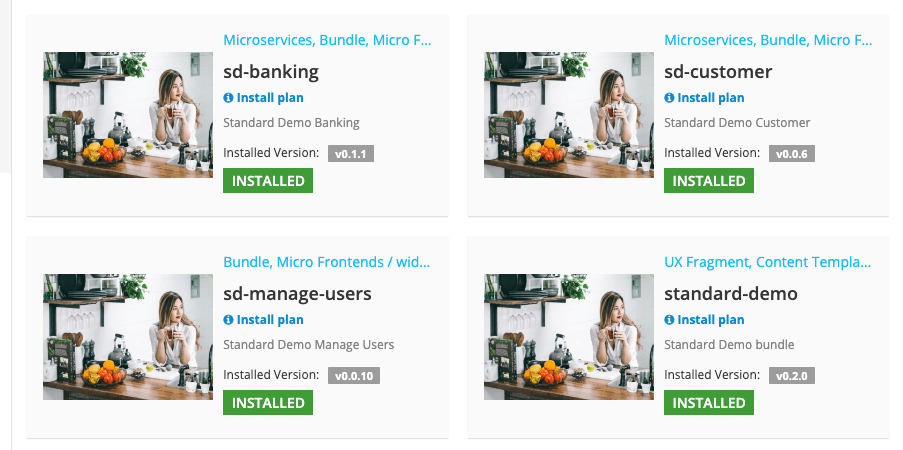 Microservices, Bundle, Micro F...
sd-banking
Install plan
Standard Demo Banking
Installed Version: v0.1.1
INSTALLED
Microservices, Bundle, Micro F...
sd-customer
Install plan
Standard Demo Customer
Installed Version: v0.0.6
INSTALLED
Bundle, Micro Frontends / wid...
sd-manage-users
Install plan
Standard Demo Manage Users
Installed Version: v0.0.10
INSTALLED
UX Fragment, Content Templa...
standard-demo
Install plan
Standard Demo bundle
Installed Version: v0.2.0
INSTALLED